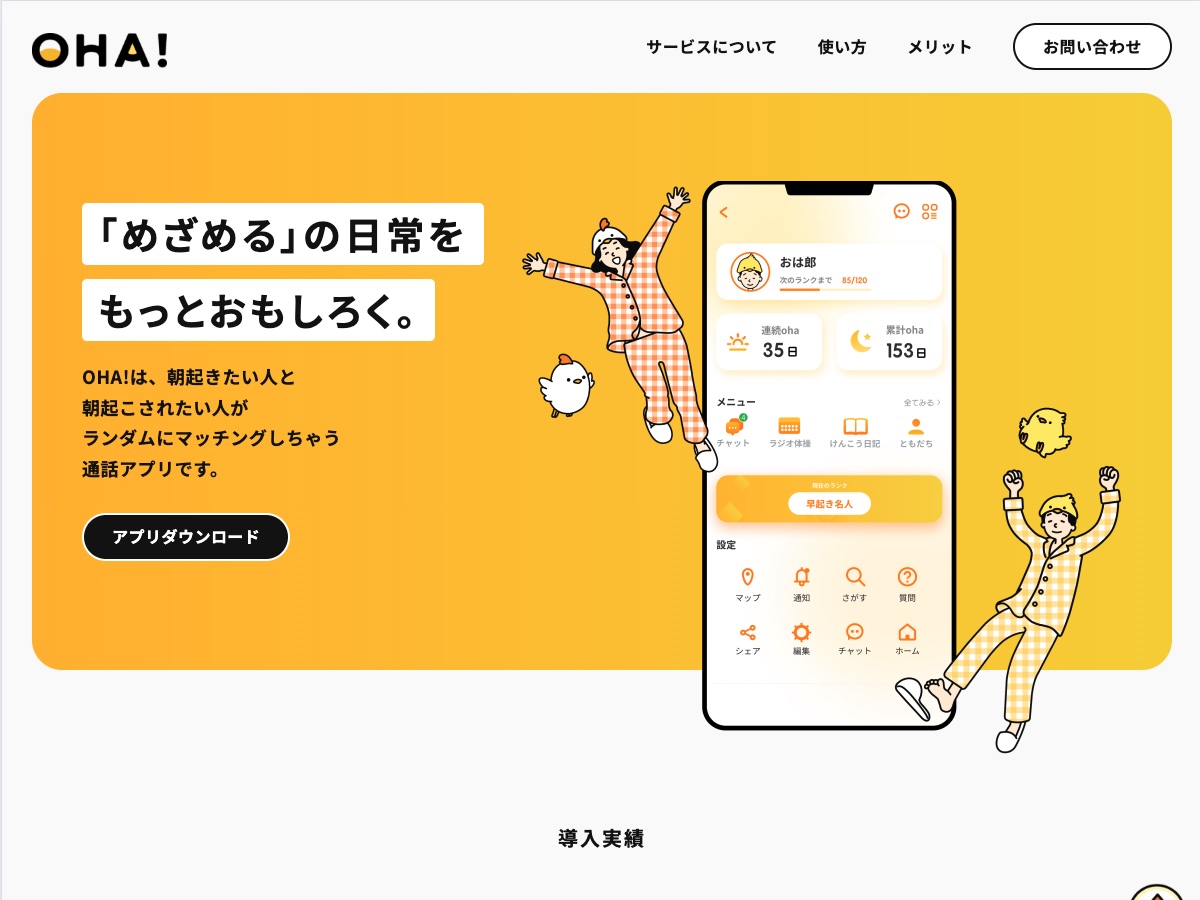 OHA!
サービスについて
使い方
メリット
お問い合わせ
「めざめる」の日常を
もっとおもしろく。
OHA!は、朝起きたい人と
朝起こされたい人が
ランダムにマッチングしちゃう
通話アプリです。
アプリダウンロード
おは郎
次のランクまで 85/120
連続oha
35日
累計oha
153日
メニュー
全てみる
4
チャット
ラジオ体操
けんこう日記
ともだち
現在のランク
早起き名人
設定
マップ
通知
さがす
質問
シェア
編集
チャット
ホーム
導入実績